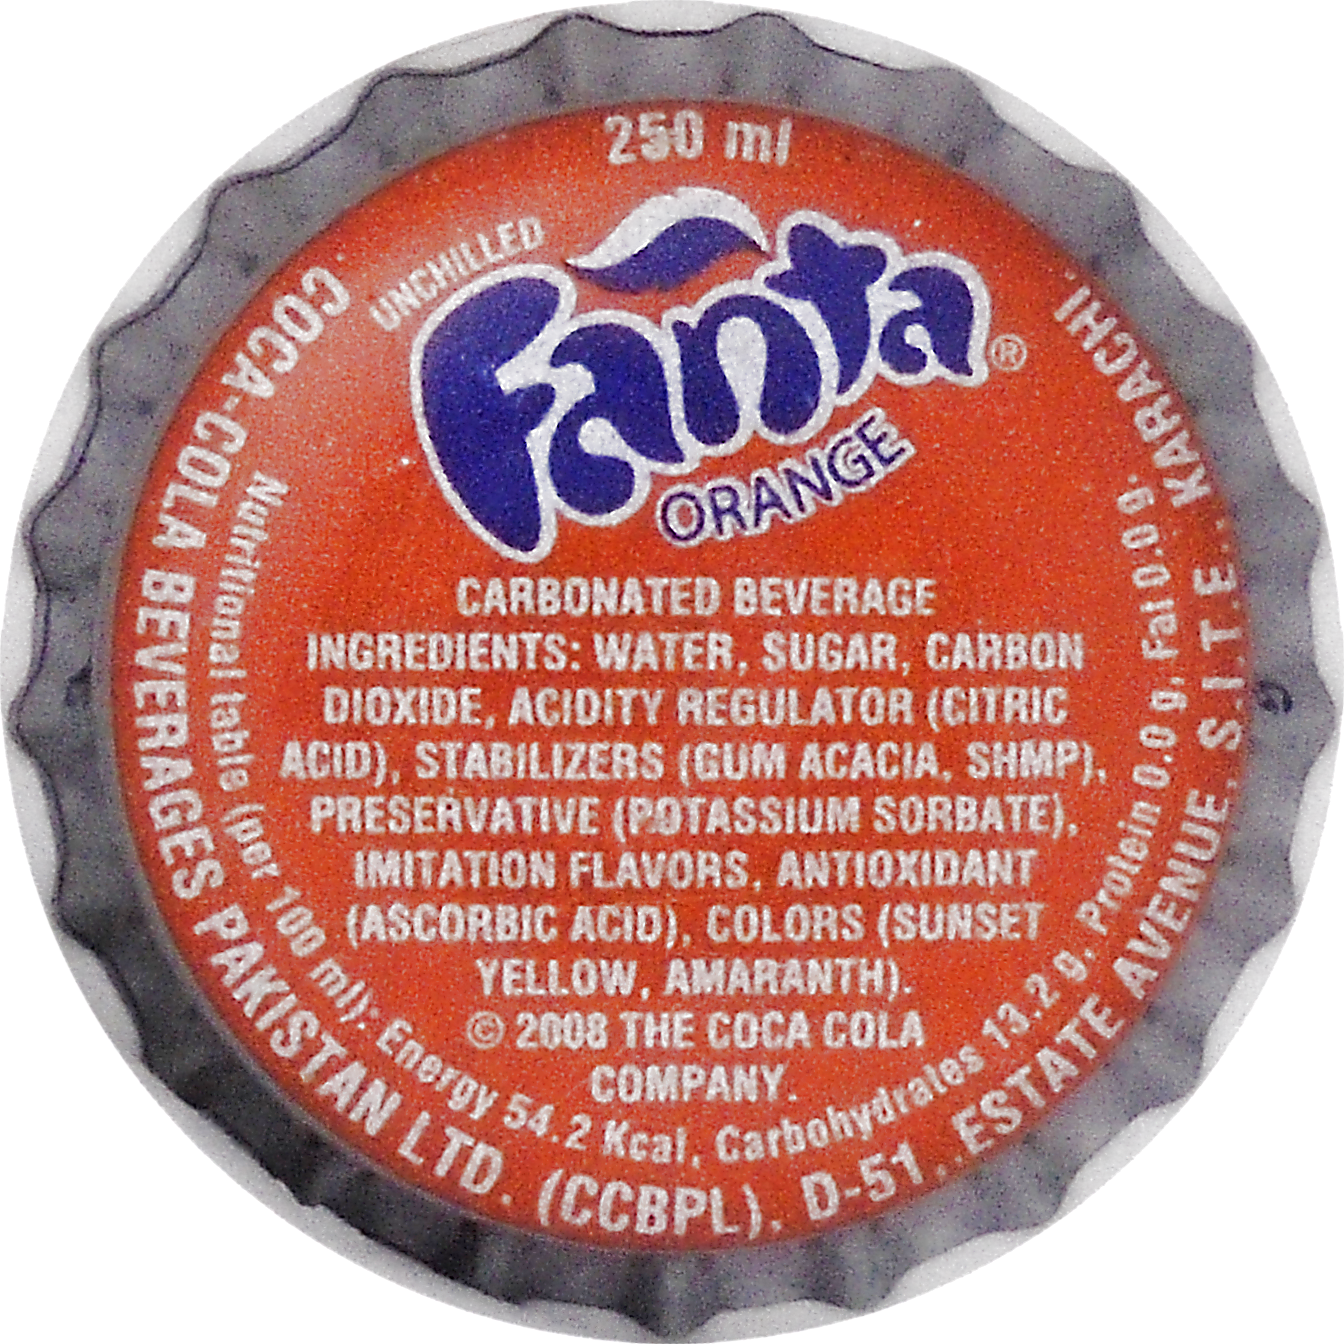 250 ml
UNCHILLED
Fanta®
ORANGE
CARBONATED BEVERAGE
INGREDIENTS: WATER, SUGAR, CARBON
DIOXIDE, ACIDITY REGULATOR (CITRIC
ACID), STABILIZERS (GUM ACACIA, SHMP),
PRESERVATIVE (POTASSIUM SORBATE),
IMITATION FLAVORS, ANTIOXIDANT
(ASCORBIC ACID), COLORS (SUNSET
YELLOW, AMARANTH).
© 2008 THE COCA COLA
COMPANY.
Nutritional table (per 100 ml): Energy 54.2 Kcal, Carbohydrates 13.2 g, Protein 0.0 g, Fat 0.0 g.
COCA-COLA BEVERAGES PAKISTAN LTD. (CCBPL), D-51, ESTATE AVENUE, S.I.T.E., KARACHI.